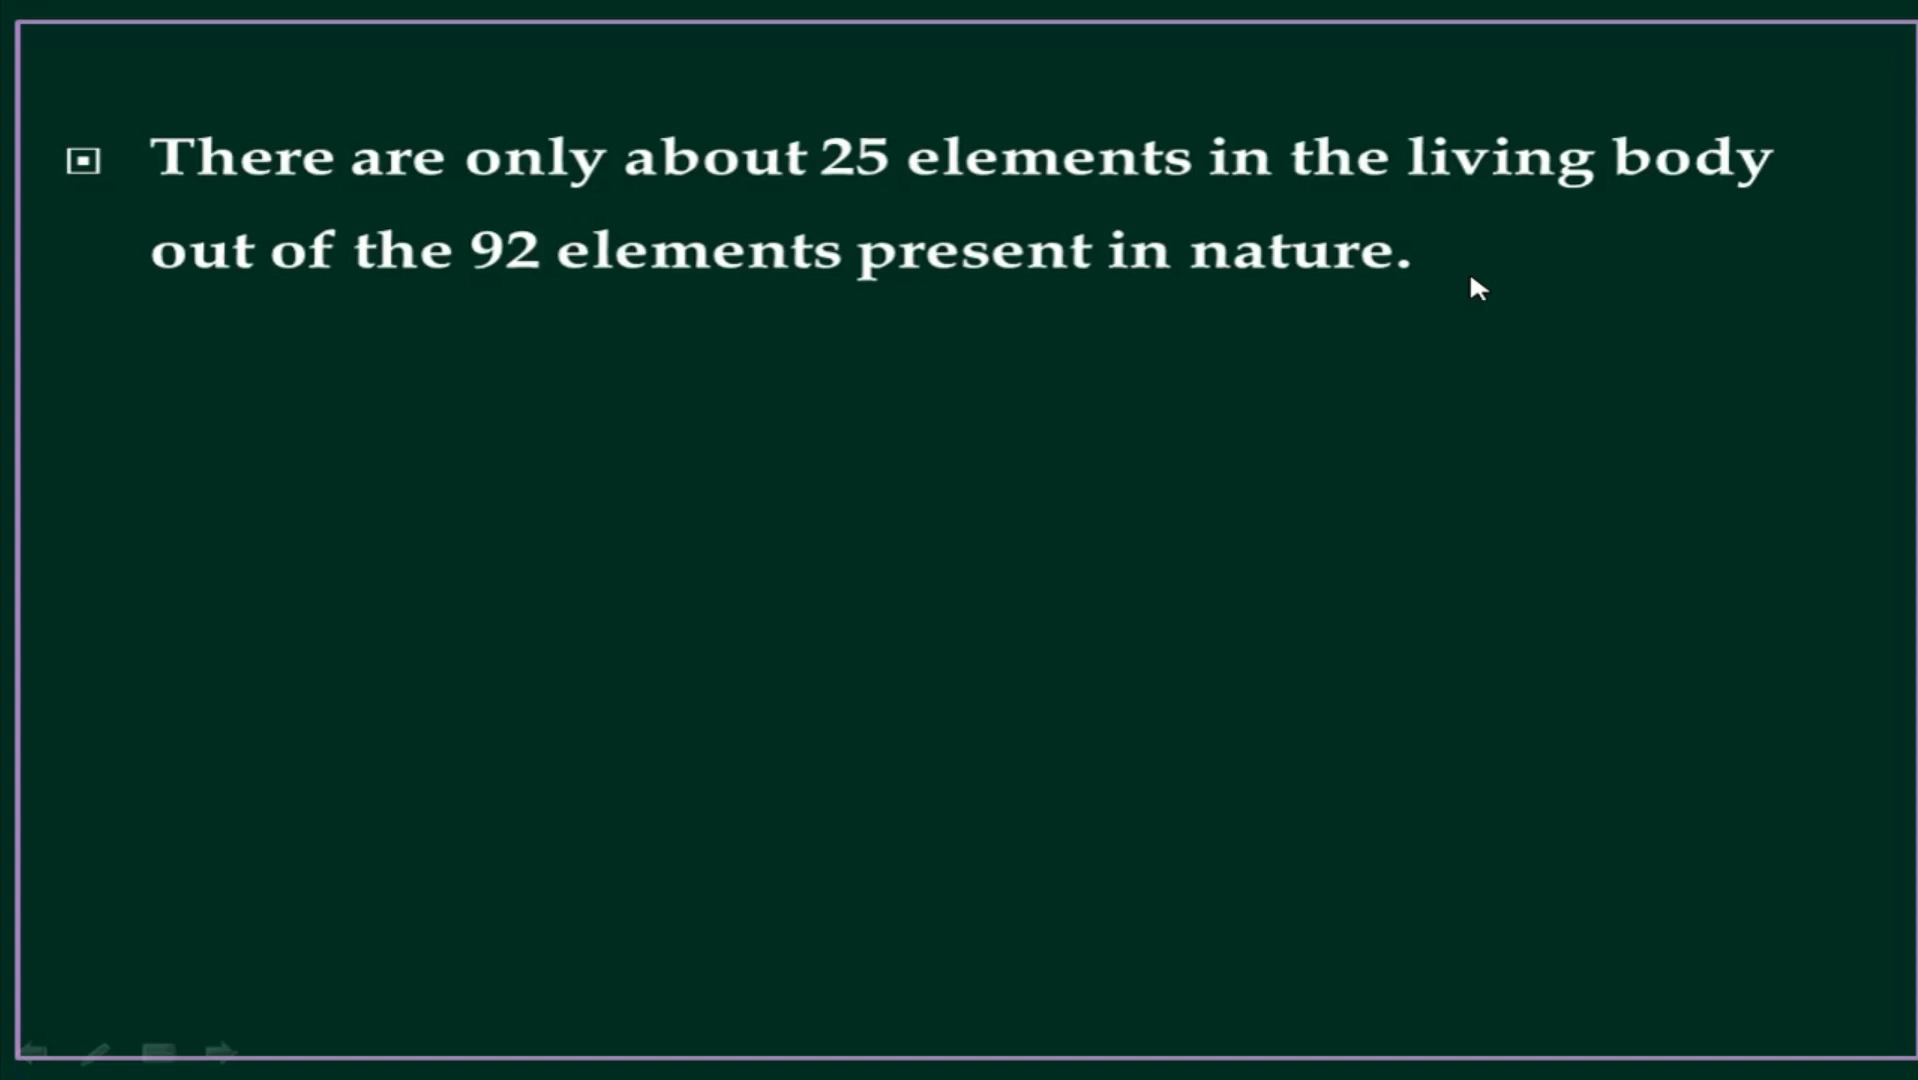 There are only about 25 elements in the living body
out of the 92 elements present in nature.